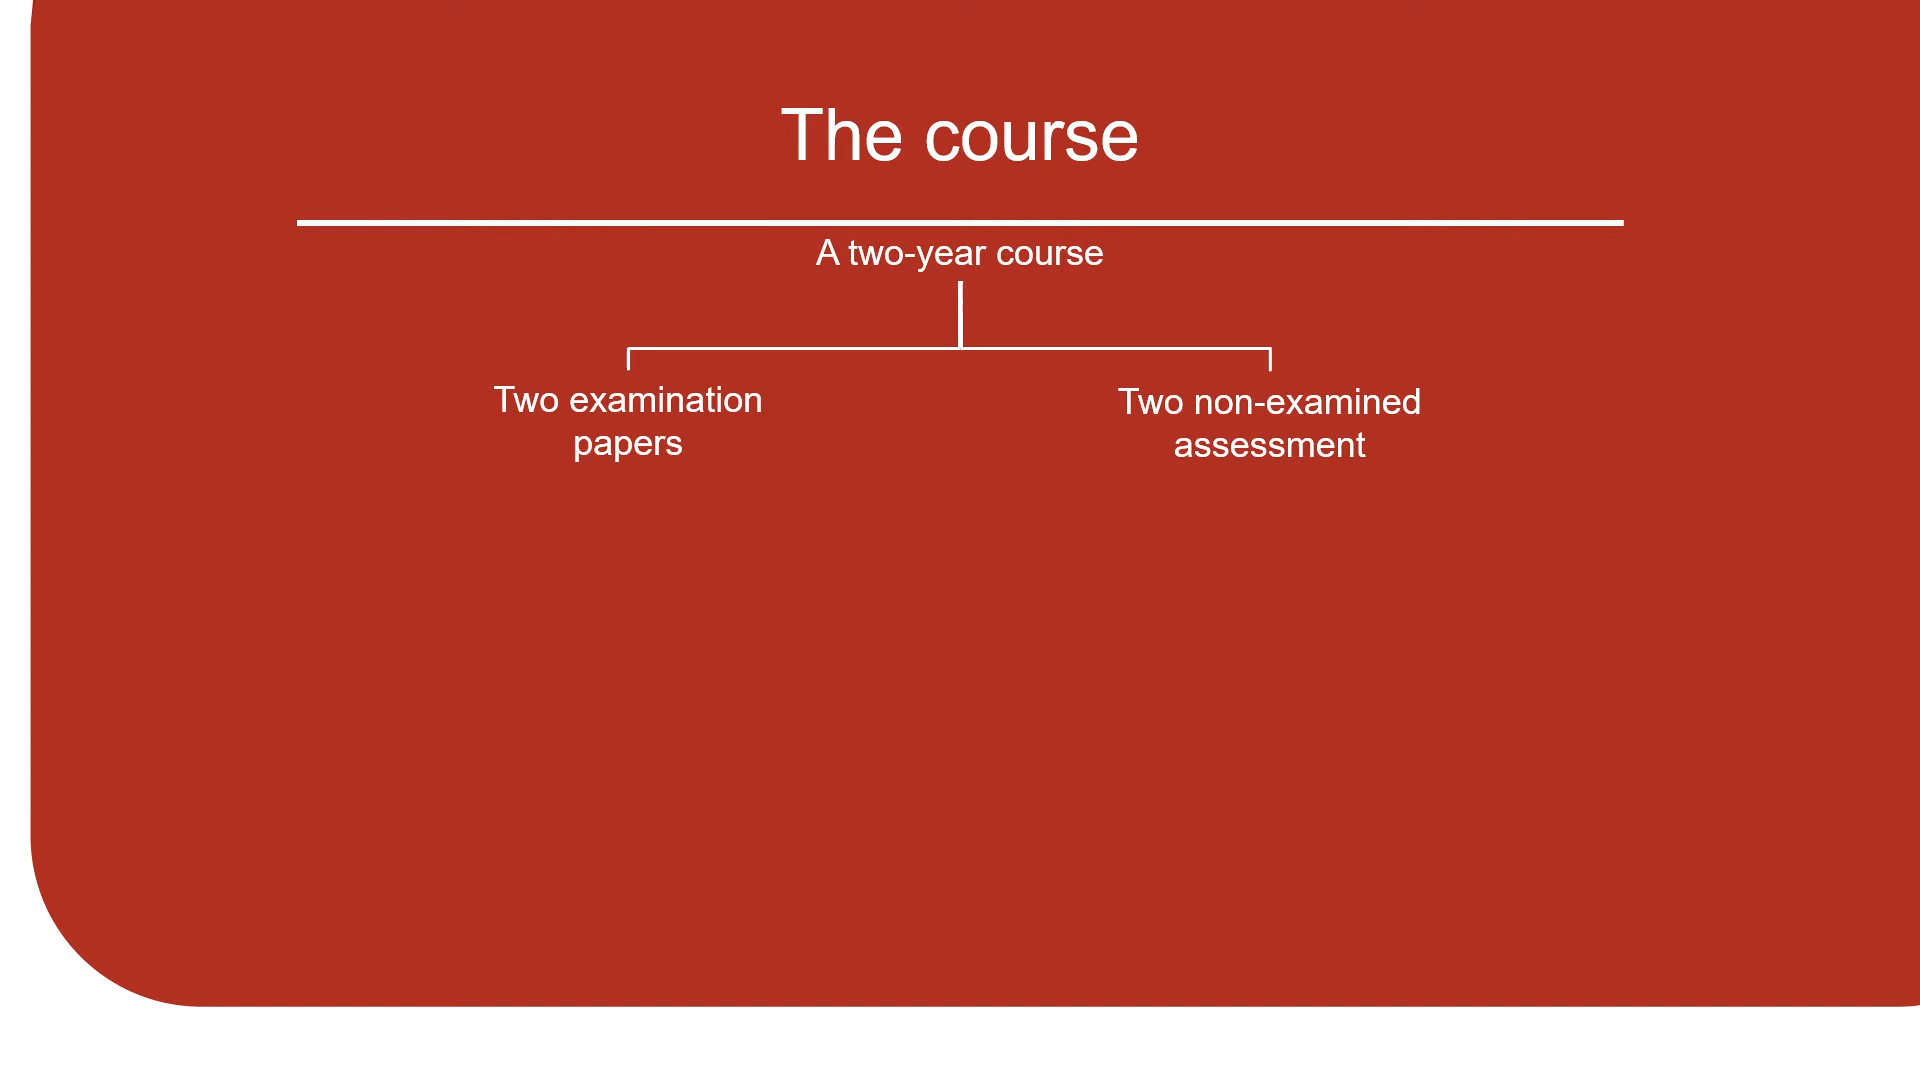 The course
A two-year course
Two examination
papers
Two non-examined
assessment